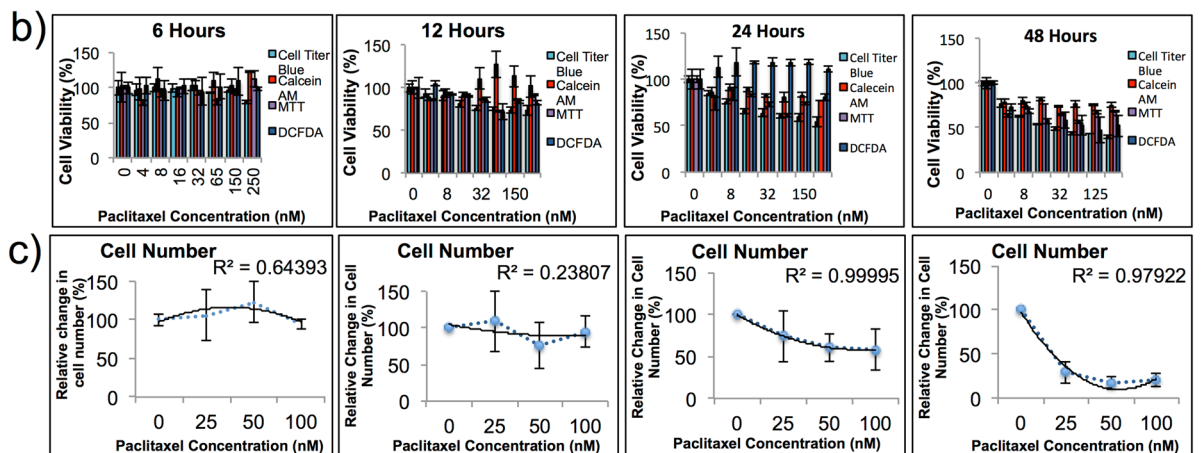 b)
6 Hours
Cell Viability (%)
150
100
50
0
0 4 8 16 32 65 150 250
Paclitaxel Concentration (nM)
Cell Titer
Blue
Calcein
AM
MTT
DCFDA
12 Hours
Cell Viability (%)
150
100
50
0
0 8 32 150
Paclitaxel Concentration (nM)
Cell Titer
Blue
Calcein
AM
MTT
DCFDA
24 Hours
Cell Viability (%)
150
100
50
0
0 8 32 150
Paclitaxel Concentration (nM)
Cell Titer
Blue
Calecein
AM
MTT
DCFDA
48 Hours
Cell Viability (%)
150
100
50
0
0 8 32 125
Paclitaxel Concentration (nM)
Cell Titer
Blue
Calcein
AM
MTT
DCFDA
c)
Cell Number
R² = 0.64393
Relative change in
cell number (%)
150
100
50
0
0 25 50 100
Paclitaxel Concentration (nM)
Cell Number
R² = 0.23807
Relative Change in Cell
Number (%)
150
100
50
0
0 25 50 100
Paclitaxel Concentration (nM)
Cell Number
R² = 0.99995
Relative Change in Cell
Number (%)
150
100
50
0
0 25 50 100
Paclitaxel Concentration (nM)
Cell Number
R² = 0.97922
Relative Change in Cell
Number (%)
150
100
50
0
0 25 50 100
Paclitaxel Concentration (nM)